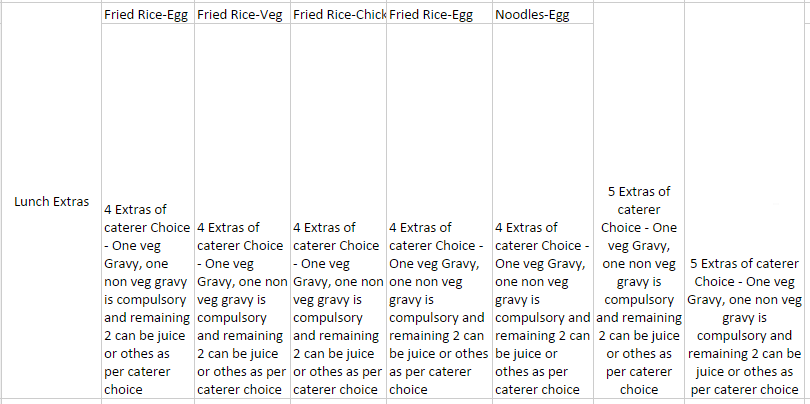 Fried Rice-Egg
Fried Rice-Veg
Fried Rice-Chick
Fried Rice-Egg
Noodles-Egg
Lunch Extras
4 Extras of
caterer Choice
- One veg
Gravy, one
non veg gravy
is compulsory
and remaining
2 can be juice
or othes as
per caterer
choice
4 Extras of
caterer Choice
- One veg
Gravy, one non
veg gravy is
compulsory
and remaining
2 can be juice
or othes as per
caterer choice
4 Extras of
caterer Choice
- One veg
Gravy, one non
veg gravy is
compulsory
and remaining
2 can be juice
or othes as per
caterer choice
4 Extras of
caterer Choice -
One veg Gravy,
one non veg
gravy is
compulsory and
remaining 2 can
be juice or othes
as per caterer
choice
4 Extras of
caterer Choice -
One veg Gravy,
one non veg
gravy is
compulsory and
remaining 2 can
be juice or
othes as per
caterer choice
5 Extras of
caterer
Choice - One
veg Gravy,
one non veg
gravy is
compulsory
and remaining
2 can be juice
or othes as
per caterer
choice
5 Extras of caterer
Choice - One veg
Gravy, one non veg
gravy is
compulsory and
remaining 2 can be
juice or othes as
per caterer choice